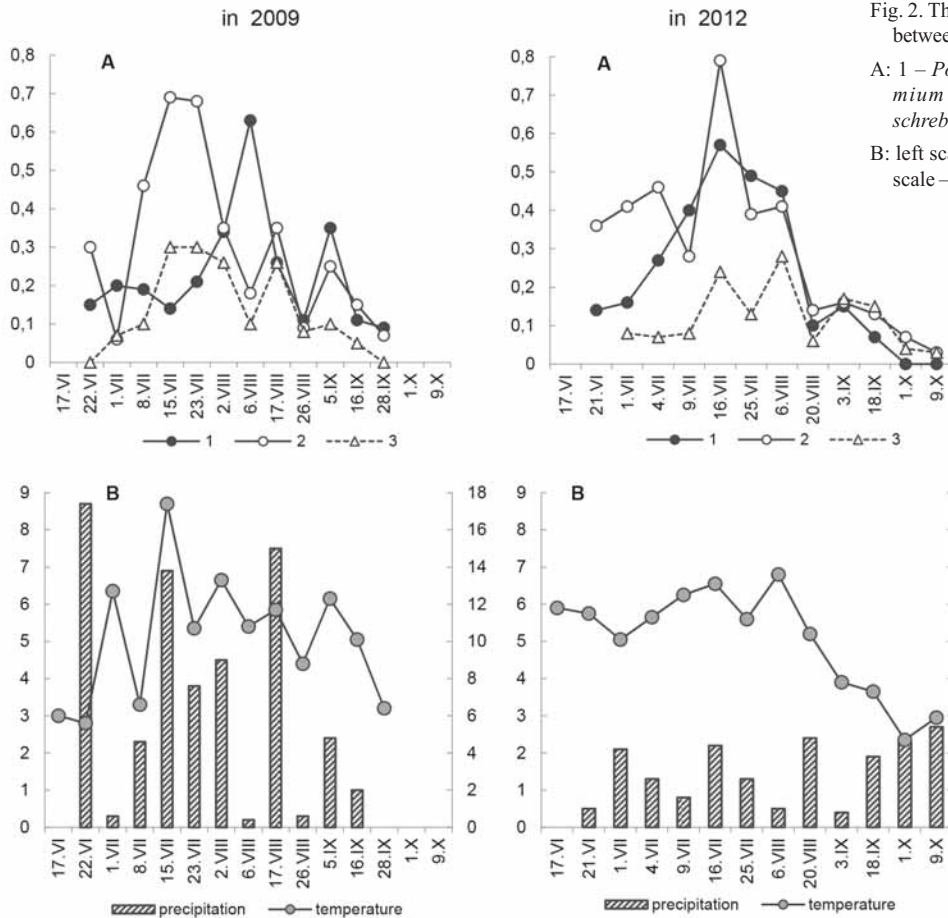 in 2009
in 2012
Fig. 2. Th
between
A: 1 – Po
mium
schreb
B: left sca
scale –
A
0,8
0,7
0,6
0,5
0,4
0,3
0,2
0,1
0
17.VI
22.VI
1.VII
8.VII
15.VII
23.VII
2.VIII
6.VIII
17.VIII
26.VIII
5.IX
16.IX
28.IX
1.X
9.X
1 2 3
A
0,8
0,7
0,6
0,5
0,4
0,3
0,2
0,1
0
17.VI
21.VI
1.VII
4.VII
9.VII
16.VII
25.VII
6.VIII
20.VIII
3.IX
18.IX
1.X
9.X
1 2 3
B
9
8
7
6
5
4
3
2
1
0
18
16
14
12
10
8
6
4
2
0
17.VI
22.VI
1.VII
8.VII
15.VII
23.VII
2.VIII
6.VIII
17.VIII
26.VIII
5.IX
16.IX
28.IX
1.X
9.X
precipitation temperature
B
9
8
7
6
5
4
3
2
1
0
17.VI
21.VI
1.VII
4.VII
9.VII
16.VII
25.VII
6.VIII
20.VIII
3.IX
18.IX
1.X
9.X
precipitation temperature